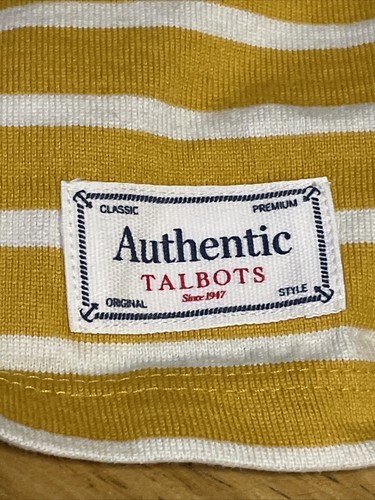 CLASSIC PREMIUM
Authentic
TALBOTS
Since 1947
ORIGINAL STYLE